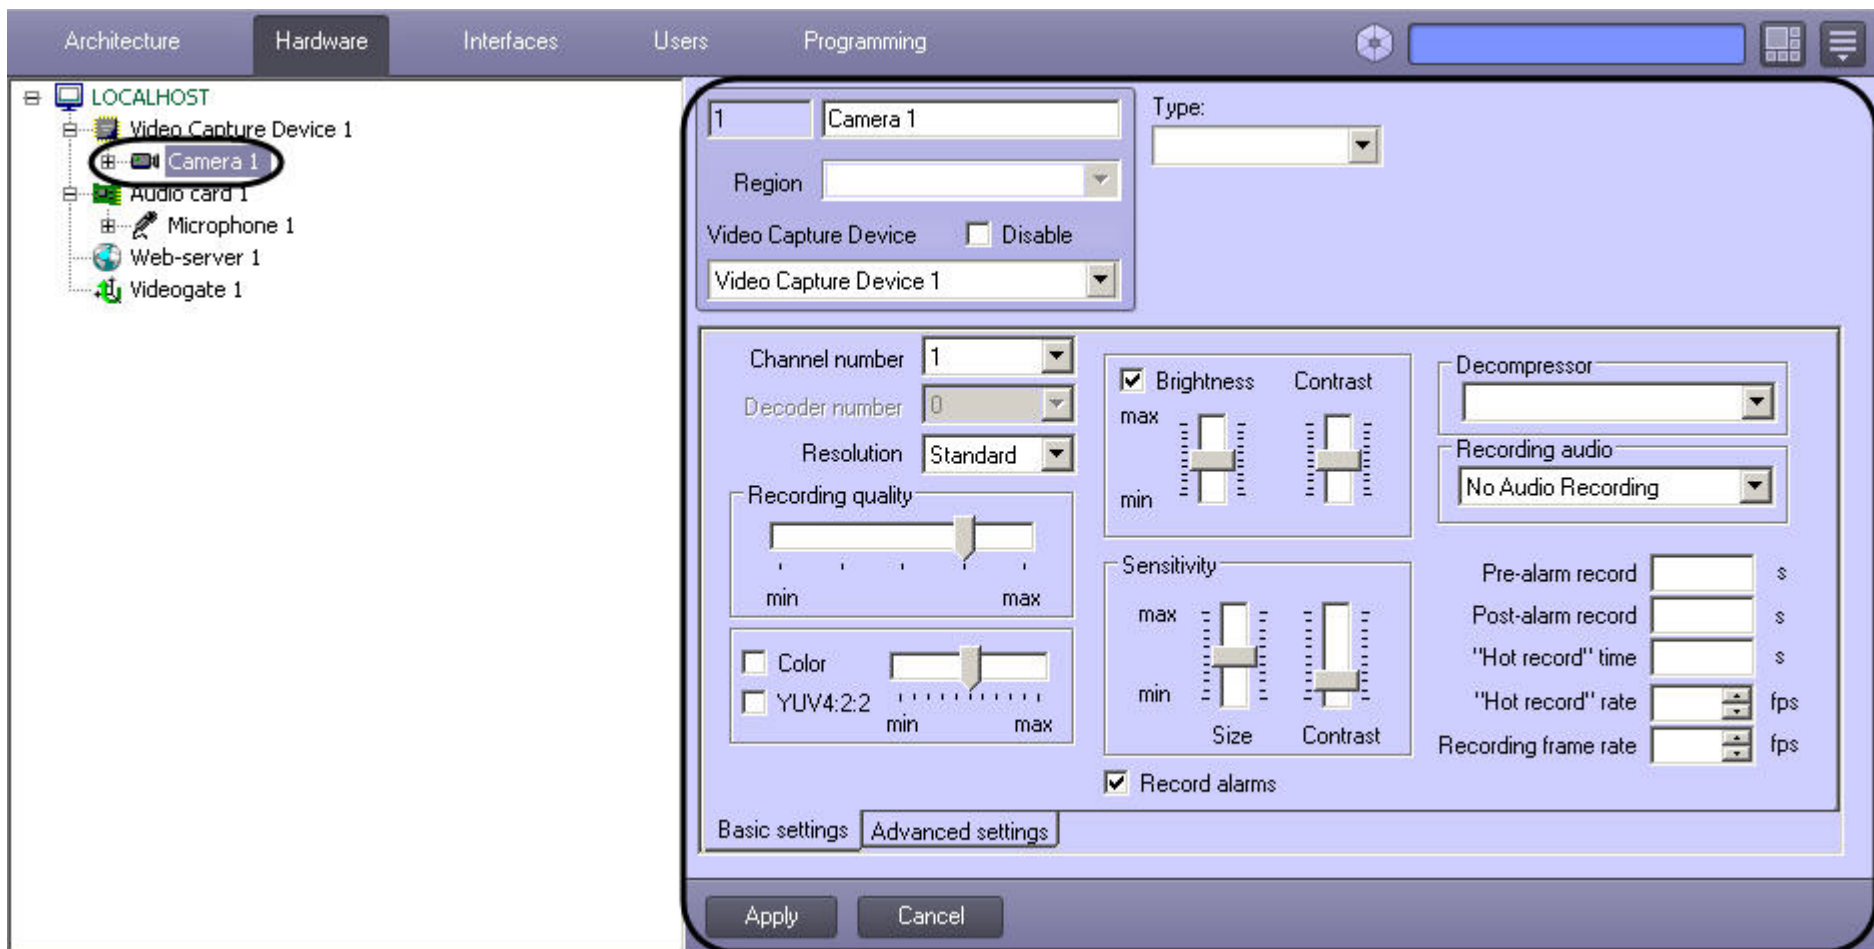 Architecture Hardware Interfaces Users Programming
LOCALHOST
Video Capture Device 1
Camera 1
Audio card 1
Microphone 1
Web-server 1
Videogate 1
1 Camera 1
Type:
Region
Video Capture Device Disable
Video Capture Device 1
Channel number 1
Decoder number 0
Resolution Standard
Recording quality
min max
Color
YUV4:2:2
min max
Brightness Contrast
max
min
Sensitivity
max
min
Size Contrast
Record alarms
Decompressor
Recording audio
No Audio Recording
Pre-alarm record s
Post-alarm record s
"Hot record" time s
"Hot record" rate fps
Recording frame rate fps
Basic settings Advanced settings
Apply Cancel